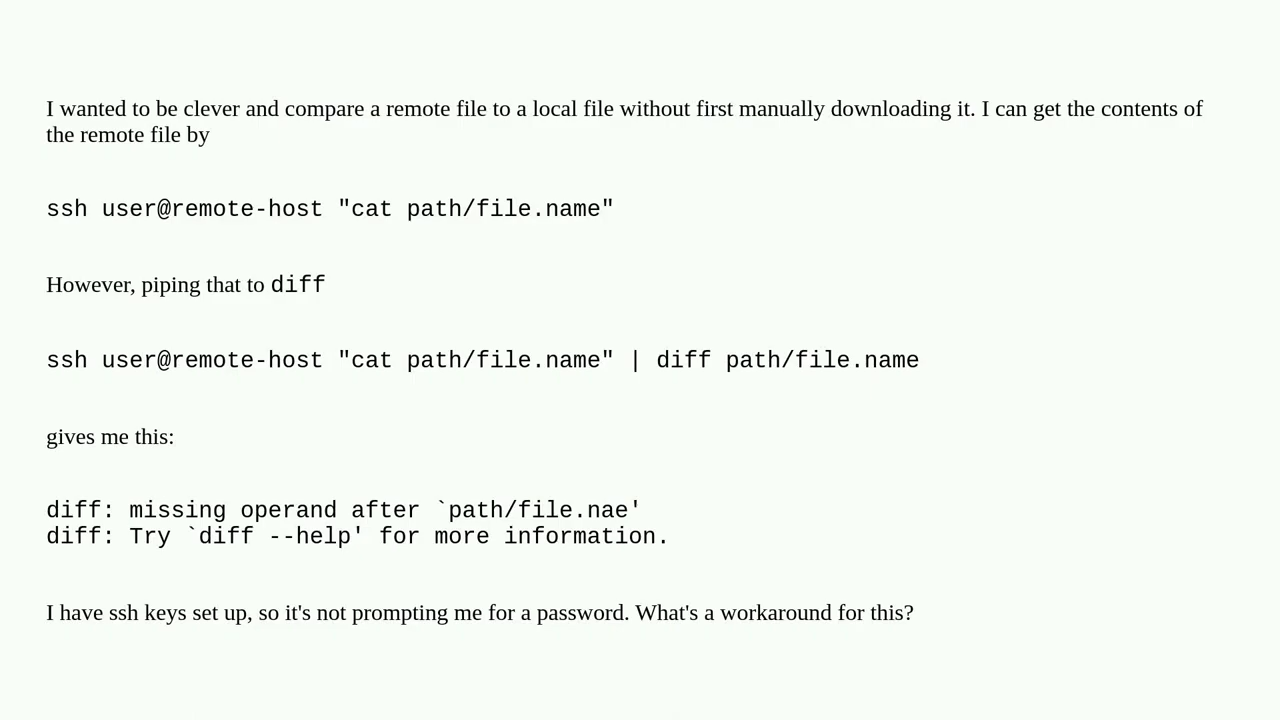 I wanted to be clever and compare a remote file to a local file without first manually downloading it. I can get the contents of
the remote file by
ssh user@remote-host "cat path/file.name"
However, piping that to diff
ssh user@remote-host "cat path/file.name" | diff path/file.name
gives me this:
diff: missing operand after `path/file.nae'
diff: Try `diff --help' for more information.
I have ssh keys set up, so it's not prompting me for a password. What's a workaround for this?